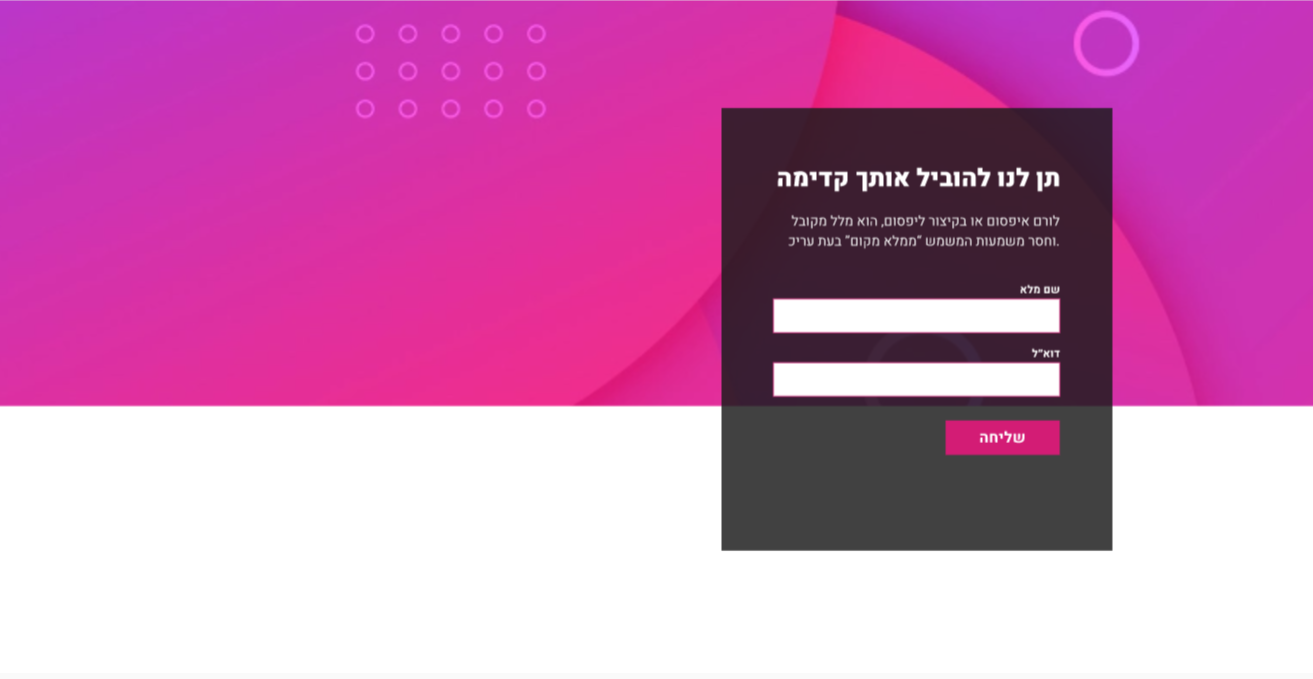 תן לנו להוביל אותך קדימה
לורם איפסום או בקיצור ליפסום, הוא מלל מקובל
וחסר משמעות המשמש "ממלא מקום" בעת עריכ.
שם מלא
דוא"ל
שליחה